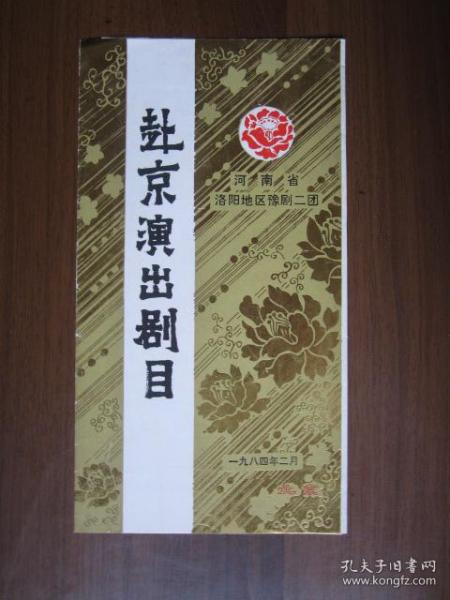 赴京演出剧目
河南省
洛阳地区豫剧二团
一九八四年二月
孔夫子旧书网
www.kongfz.com